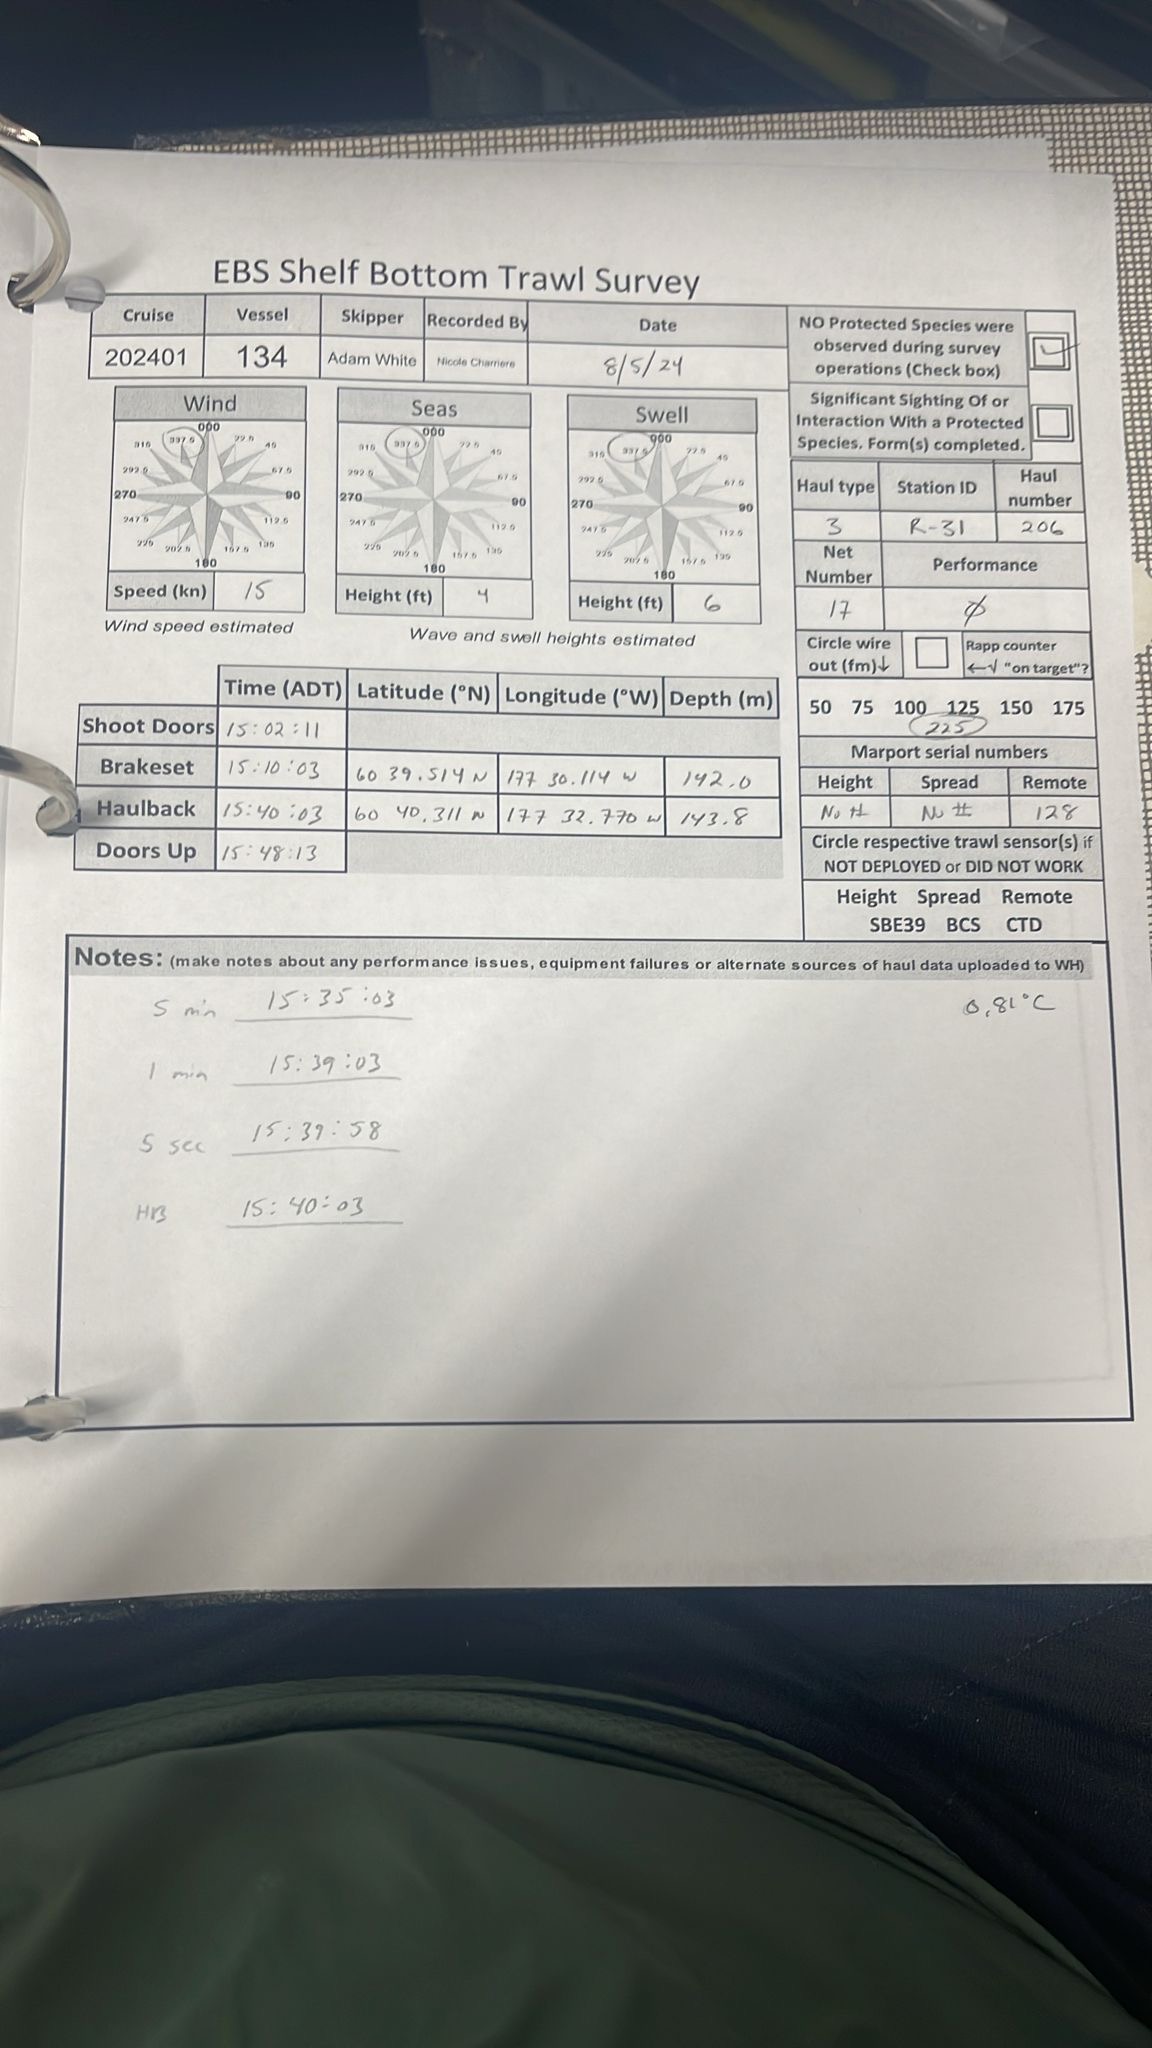 EBS Shelf Bottom Trawl Survey
Cruise Vessel Skipper Recorded By Date
202401 134 Adam White Nicole Charriere 8/5/24
NO Protected Species were
observed during survey
operations (Check box)
Significant Sighting Of or
Interaction With a Protected
Species. Form(s) completed.
Wind
000
337.5 22.5
315 45
292.5 67.5
270 90
247.5 112.5
225 135
202.5 157.5
180
Speed (kn) 15
Wind speed estimated
Seas
000
337.5 22.5
315 45
292.5 67.5
270 90
247.5 112.5
225 135
202.5 157.5
180
Height (ft) 4
Swell
000
337.5 22.5
315 45
292.5 67.5
270 90
247.5 112.5
225 135
202.5 157.5
180
Height (ft) 6
Wave and swell heights estimated
Haul type Station ID Haul number
3 R-31 206
Net Number Performance
17 Ø
Circle wire
out (fm)↓
Rapp counter
←√ "on target"?
50 75 100 125 150 175
225
Marport serial numbers
Height Spread Remote
No # No # 128
Circle respective trawl sensor(s) if
NOT DEPLOYED or DID NOT WORK
Height Spread Remote
SBE39 BCS CTD
Time (ADT) Latitude (°N) Longitude (°W) Depth (m)
Shoot Doors 15:02:11
Brakeset 15:10:03 60 39.514 N 177 30.114 W 142.0
Haulback 15:40:03 60 40.311 N 177 32.770 W 143.8
Doors Up 15:48:13
Notes: (make notes about any performance issues, equipment failures or alternate sources of haul data uploaded to WH)
5 min 15:35:03 0.81°C
1 min 15:39:03
5 sec 15:39:58
HB 15:40:03